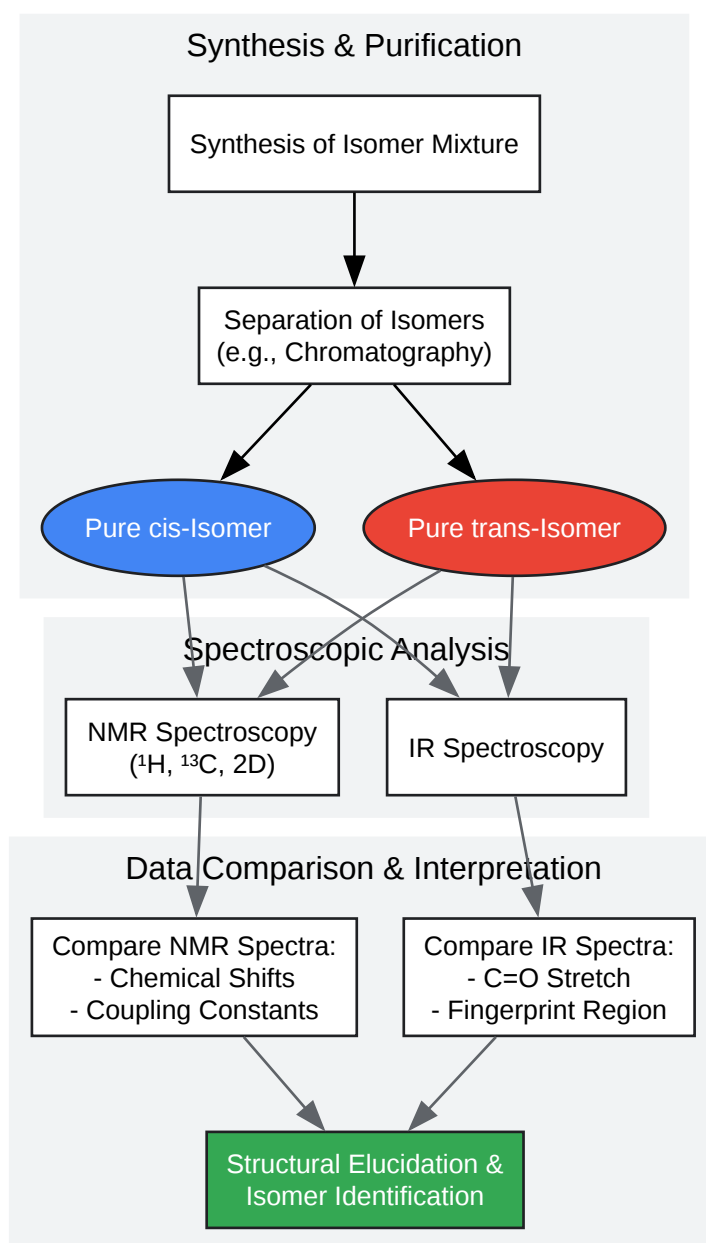 Synthesis & Purification
Synthesis of Isomer Mixture
Separation of Isomers
(e.g., Chromatography)
Pure cis-Isomer
Pure trans-Isomer
Spectroscopic Analysis
NMR Spectroscopy
(¹H, ¹³C, 2D)
IR Spectroscopy
Data Comparison & Interpretation
Compare NMR Spectra:
- Chemical Shifts
- Coupling Constants
Compare IR Spectra:
- C=O Stretch
- Fingerprint Region
Structural Elucidation &
Isomer Identification